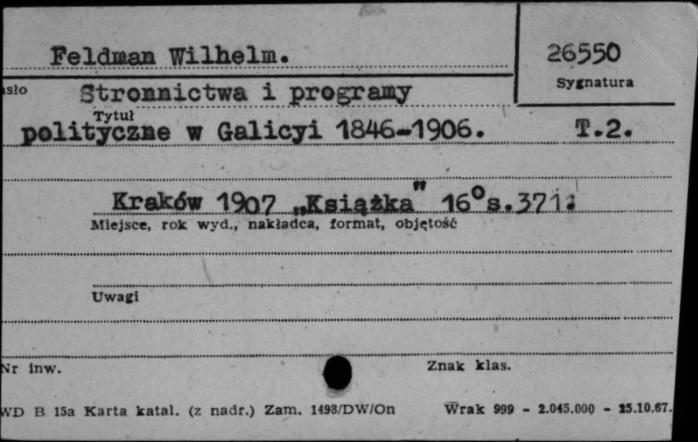 Feldman Wilhelm.
26550
Sygnatura
asło Stronnictwa i programy
Tytuł
polityczne w Galicyi 1846-1906. T.2.
Kraków 1907 „Książka" 16° s.371.
Miejsce, rok wyd., nakładca, format, objętość
Uwagi
Nr inw.
Znak klas.
WD B 15a Karta katal. (z nadr.) Zam. 1493/DW/On Wrak 999 - 2.045.000 - 25.10.67.